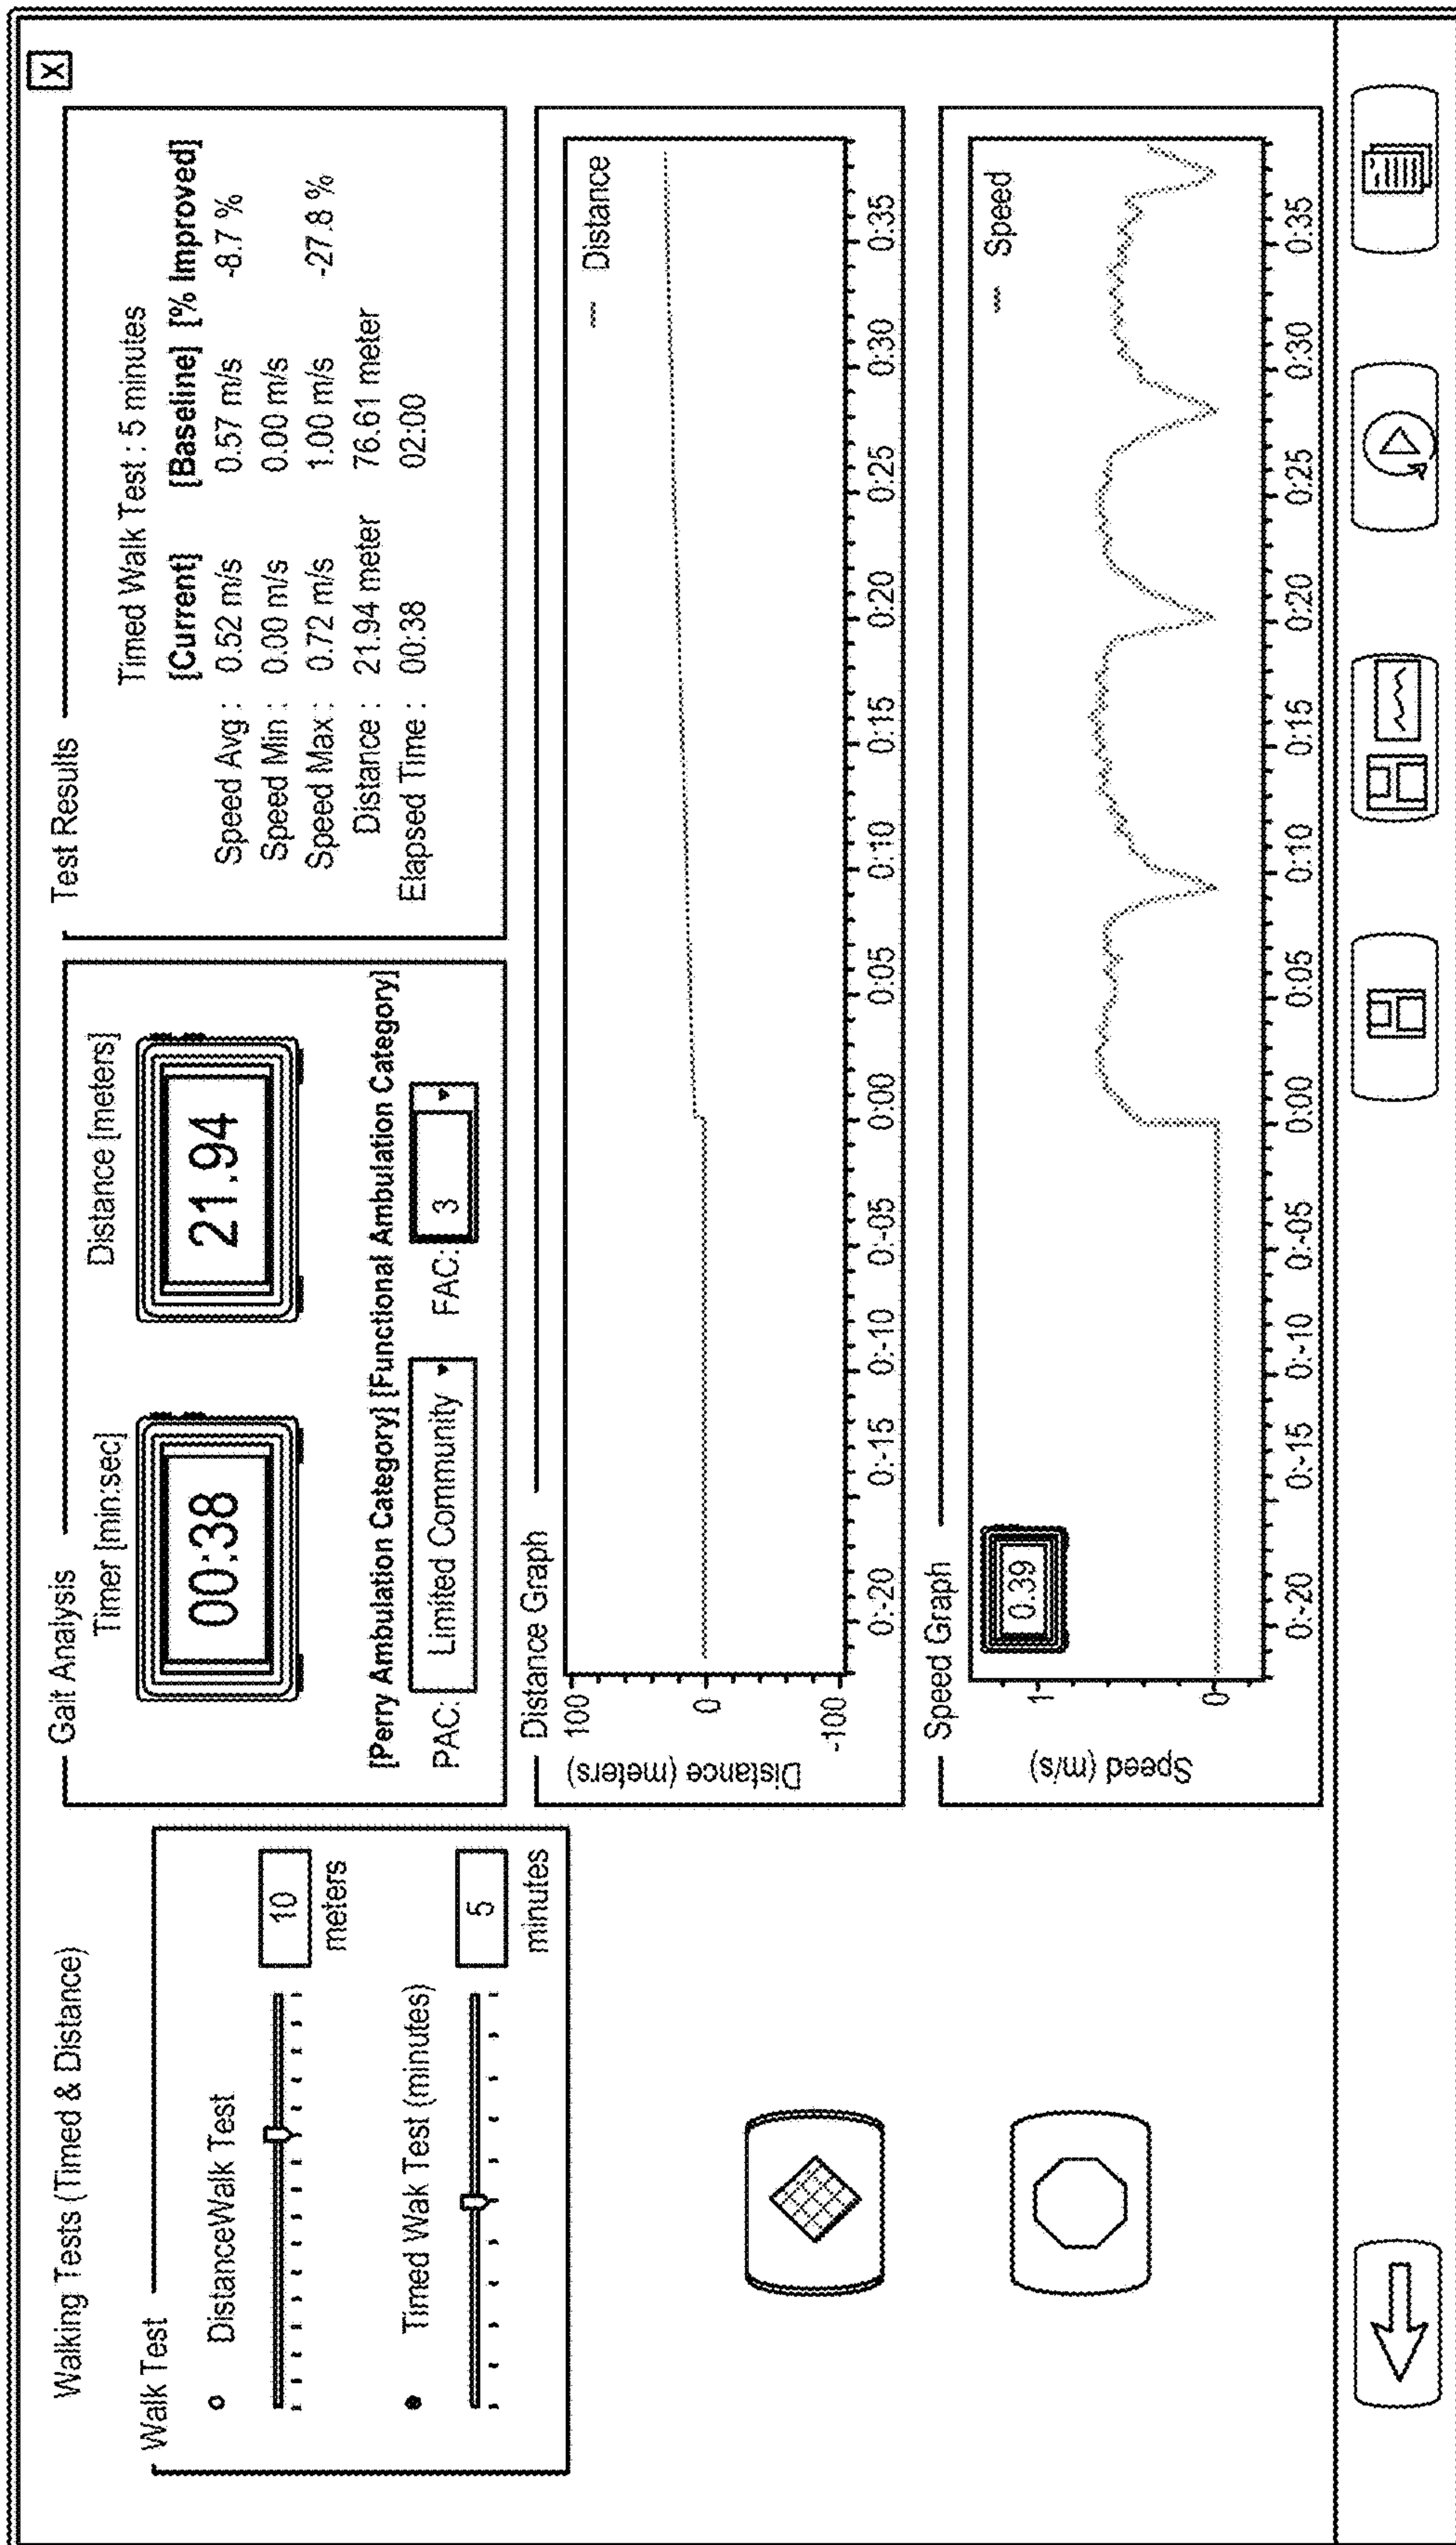 Walking Tests (Timed & Distance)
X
Walk Test
DistanceWalk Test
10
meters
Timed Wak Test (minutes)
5
minutes
Gait Analysis
Timer [min:sec]
Distance [meters]
00:38
21.94
[Perry Ambulation Category] [Functional Ambulation Category]
PAC: Limited Community
FAC: 3
Test Results
Timed Walk Test : 5 minutes
[Current] [Baseline] [% Improved]
Speed Avg : 0.52 m/s 0.57 m/s -8.7 %
Speed Min : 0.00 m/s 0.00 m/s
Speed Max : 0.72 m/s 1.00 m/s -27.8 %
Distance : 21.94 meter 76.61 meter
Elapsed Time : 00:38 02:00
Distance Graph
Distance (meters)
100
0
-100
Distance
0:-20 0:-15 0:-10 0:-05 0:00 0:05 0:10 0:15 0:20 0:25 0:30 0:35
Speed Graph
Speed (m/s)
1
0
0.39
Speed
0:-20 0:-15 0:-10 0:-05 0:00 0:05 0:10 0:15 0:20 0:25 0:30 0:35